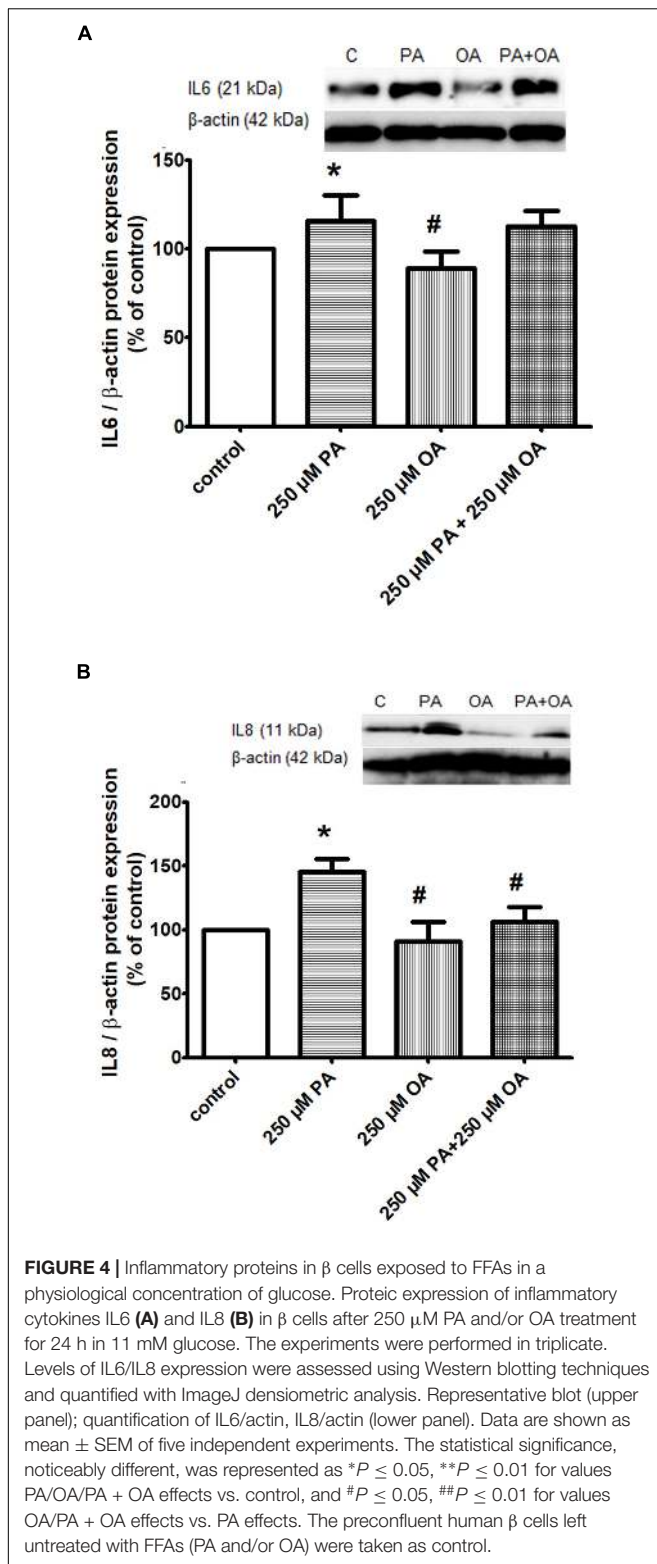 A
C PA OA PA+OA
IL6 (21 kDa)
β-actin (42 kDa)
IL6 / β-actin protein expression
(% of control)
150
100
50
0
*
#
control
250 µM PA
250 µM OA
250 µM PA + 250 µM OA
B
C PA OA PA+OA
IL8 (11 kDa)
β-actin (42 kDa)
IL8 / β-actin protein expression
(% of control)
200
150
100
50
0
*
#
#
control
250 µM PA
250 µM OA
250 µM PA+250 µM OA
FIGURE 4 | Inflammatory proteins in β cells exposed to FFAs in a
physiological concentration of glucose. Proteic expression of inflammatory
cytokines IL6 (A) and IL8 (B) in β cells after 250 µM PA and/or OA treatment
for 24 h in 11 mM glucose. The experiments were performed in triplicate.
Levels of IL6/IL8 expression were assessed using Western blotting techniques
and quantified with ImageJ densiometric analysis. Representative blot (upper
panel); quantification of IL6/actin, IL8/actin (lower panel). Data are shown as
mean ± SEM of five independent experiments. The statistical significance,
noticeably different, was represented as *P ≤ 0.05, **P ≤ 0.01 for values
PA/OA/PA + OA effects vs. control, and #P ≤ 0.05, ##P ≤ 0.01 for values
OA/PA + OA effects vs. PA effects. The preconfluent human β cells left
untreated with FFAs (PA and/or OA) were taken as control.